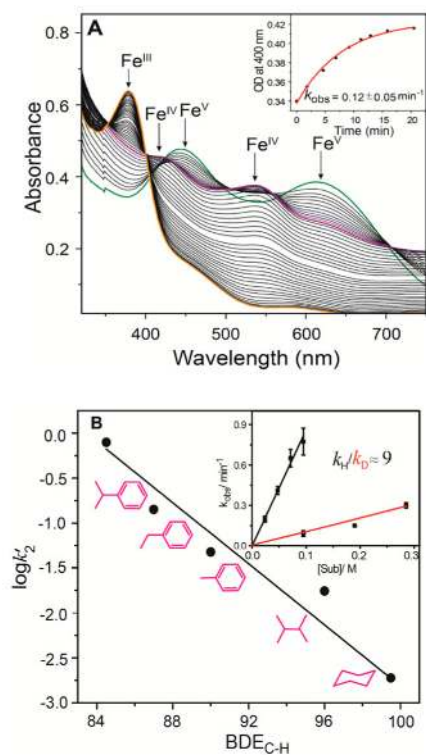 A
Fe^III
Fe^IV
Fe^V
Fe^IV
Fe^V
0.8
0.6
0.4
0.2
Absorbance
400
500
600
700
Wavelength (nm)
0.42
0.40
0.38
0.36
0.34
OD at 400 nm
k_obs = 0.12±0.05 min⁻¹
0
5
10
15
20
Time (min)
B
0.0
-0.5
-1.0
-1.5
-2.0
-2.5
-3.0
logk'₂
84
88
92
96
100
BDE_C-H
0.9
0.6
0.3
0.0
k_obs/ min⁻¹
k_H/k_D≈ 9
0.0
0.1
0.2
0.3
[Sub]/ M